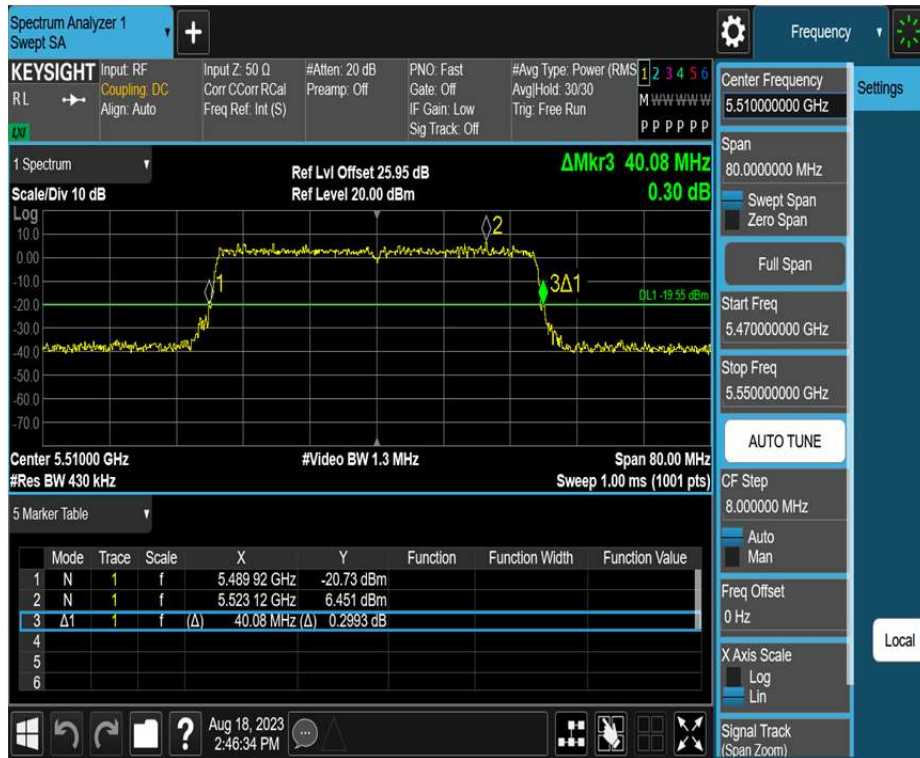 Spectrum Analyzer 1
Swept SA
+
Frequency
KEYSIGHT
RL
LXI
Input: RF
Coupling: DC
Align: Auto
Input Z: 50 Ω
Corr CCorr RCal
Freq Ref: Int (S)
#Atten: 20 dB
Preamp: Off
PNO: Fast
Gate: Off
IF Gain: Low
Sig Track: Off
#Avg Type: Power (RMS
Avg|Hold: 30/30
Trig: Free Run
1 2 3 4 5 6
M W W W W W
P P P P P P
Center Frequency
5.510000000 GHz
Settings
1 Spectrum
Scale/Div 10 dB
Ref Lvl Offset 25.95 dB
Ref Level 20.00 dBm
ΔMkr3 40.08 MHz
0.30 dB
Log
10.0
0.00
-10.0
-20.0
-30.0
-40.0
-50.0
-60.0
-70.0
1
2
3Δ1
DL1 -19.55 dBm
Center 5.51000 GHz
#Res BW 430 kHz
#Video BW 1.3 MHz
Span 80.00 MHz
Sweep 1.00 ms (1001 pts)
Span
80.0000000 MHz
Swept Span
Zero Span
Full Span
Start Freq
5.470000000 GHz
Stop Freq
5.550000000 GHz
AUTO TUNE
CF Step
8.000000 MHz
Auto
Man
Freq Offset
0 Hz
X Axis Scale
Log
Lin
Signal Track
(Span Zoom)
Local
5 Marker Table
Mode Trace Scale X Y Function Function Width Function Value
1 N 1 f 5.489 92 GHz -20.73 dBm
2 N 1 f 5.523 12 GHz 6.451 dBm
3 Δ1 1 f (Δ) 40.08 MHz (Δ) 0.2993 dB
4
5
6
?
Aug 18, 2023
2:46:34 PM